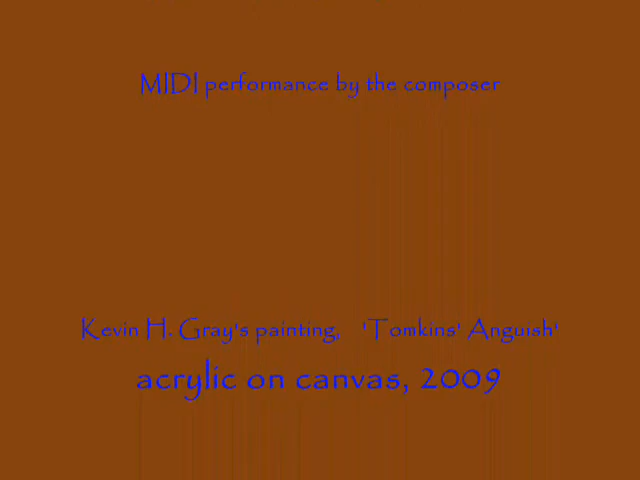 MIDI performance by the composer
Kevin H. Gray's painting, 'Tomkins' Anguish'
acrylic on canvas, 2009